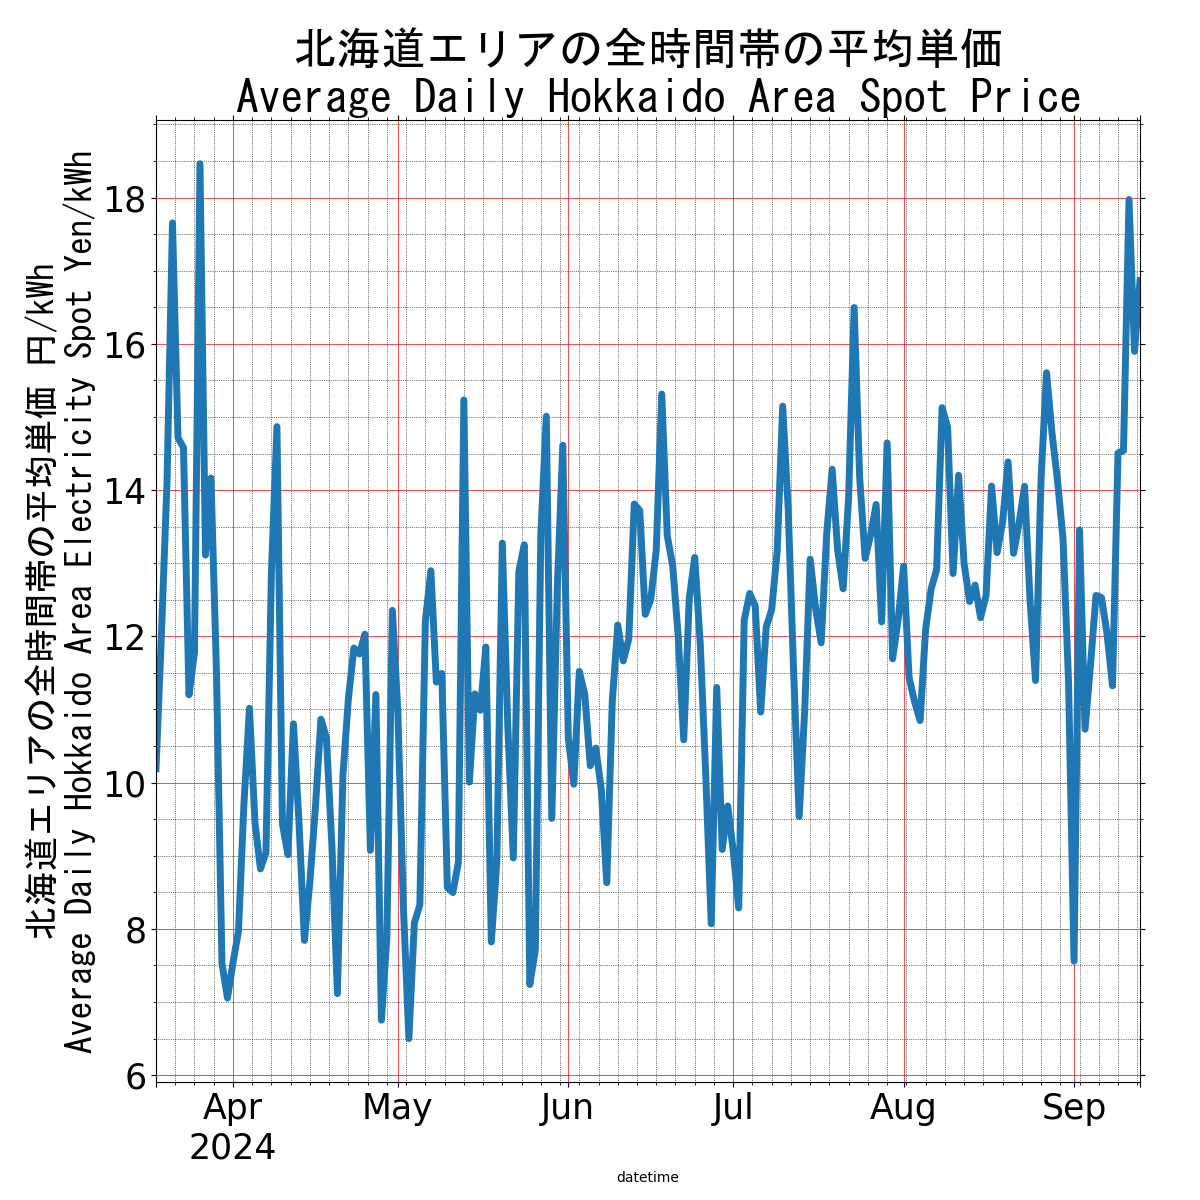 北海道エリアの全時間帯の平均単価
Average Daily Hokkaido Area Spot Price
北海道エリアの全時間帯の平均単価 円/kWh
Average Daily Hokkaido Area Electricity Spot Yen/kWh
18
16
14
12
10
8
6
Apr May Jun Jul Aug Sep
2024
datetime